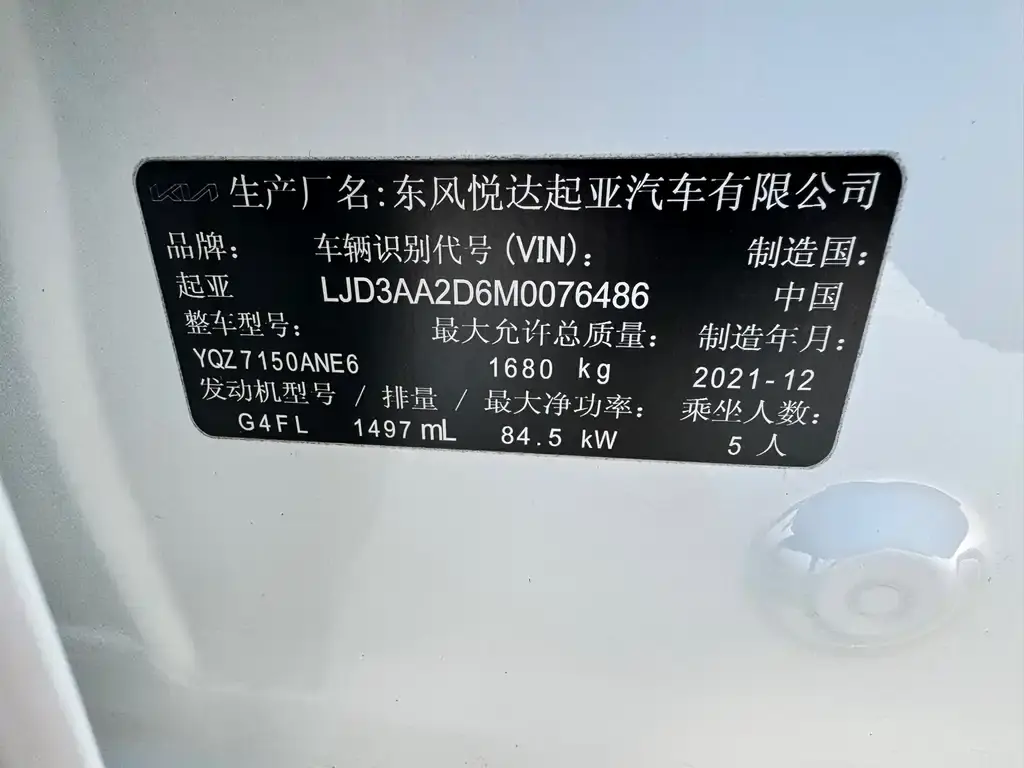 KIA 生产厂名:东风悦达起亚汽车有限公司
品牌: 车辆识别代号(VIN): 制造国:
起亚 LJD3AA2D6M0076486 中国
整车型号: 最大允许总质量: 制造年月:
YQZ7150ANE6 1680 kg 2021-12
发动机型号 / 排量 / 最大净功率: 乘坐人数:
G4FL 1497mL 84.5 kW 5 人